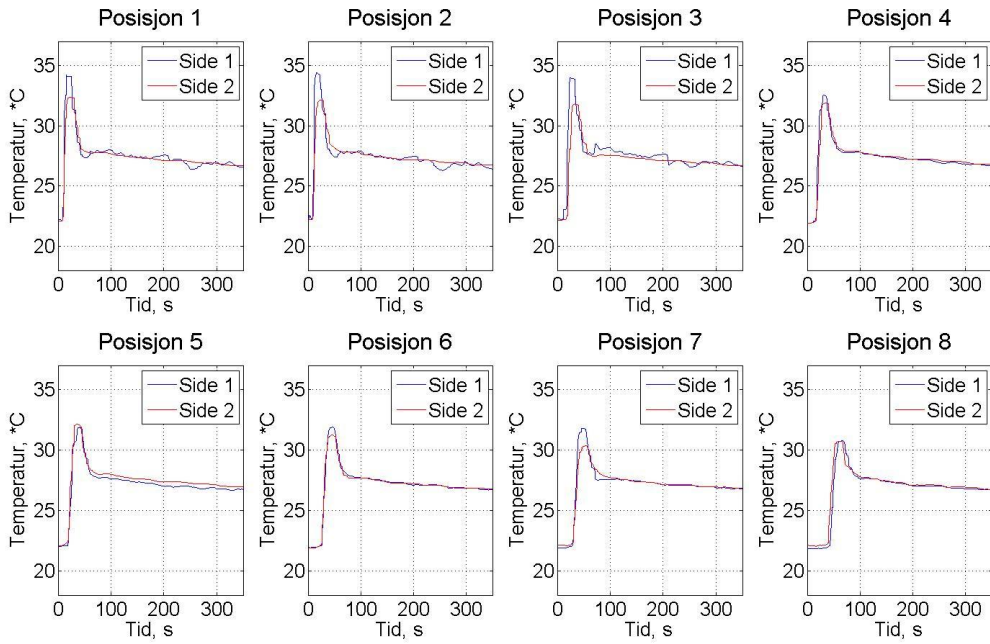 Posisjon 1
35
30
25
20
Temperatur, *C
0 100 200 300
Tid, s
Side 1
Side 2
Posisjon 2
35
30
25
20
Temperatur, *C
0 100 200 300
Tid, s
Side 1
Side 2
Posisjon 3
35
30
25
20
Temperatur, *C
0 100 200 300
Tid, s
Side 1
Side 2
Posisjon 4
35
30
25
20
Temperatur, *C
0 100 200 300
Tid, s
Side 1
Side 2
Posisjon 5
35
30
25
20
Temperatur, *C
0 100 200 300
Tid, s
Side 1
Side 2
Posisjon 6
35
30
25
20
Temperatur, *C
0 100 200 300
Tid, s
Side 1
Side 2
Posisjon 7
35
30
25
20
Temperatur, *C
0 100 200 300
Tid, s
Side 1
Side 2
Posisjon 8
35
30
25
20
Temperatur, *C
0 100 200 300
Tid, s
Side 1
Side 2